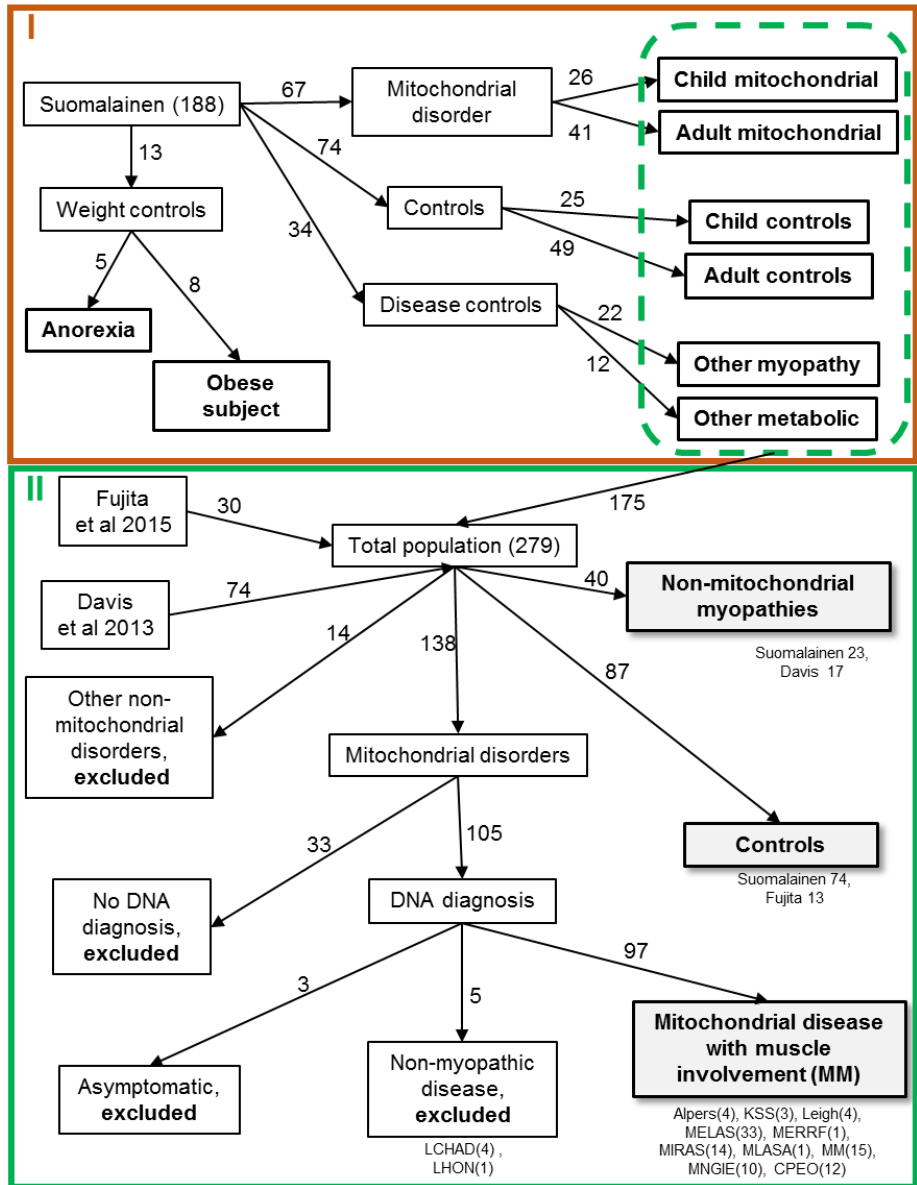 I
Suomalainen (188)
67
Mitochondrial
disorder
26
Child mitochondrial
41
Adult mitochondrial
13
74
34
Weight controls
Controls
25
Child controls
49
Adult controls
5
8
Disease controls
22
Other myopathy
12
Other metabolic
Anorexia
Obese
subject
II
Fujita
et al 2015
30
175
Total population (279)
Davis
et al 2013
74
40
Non-mitochondrial
myopathies
Suomalainen 23,
Davis 17
14
138
87
Other non-
mitochondrial
disorders,
excluded
Mitochondrial disorders
33
105
Controls
Suomalainen 74,
Fujita 13
No DNA
diagnosis,
excluded
DNA diagnosis
3
5
97
Asymptomatic,
excluded
Non-myopathic
disease,
excluded
LCHAD(4) ,
LHON(1)
Mitochondrial disease
with muscle
involvement (MM)
Alpers(4), KSS(3), Leigh(4),
MELAS(33), MERRF(1),
MIRAS(14), MLASA(1), MM(15),
MNGIE(10), CPEO(12)